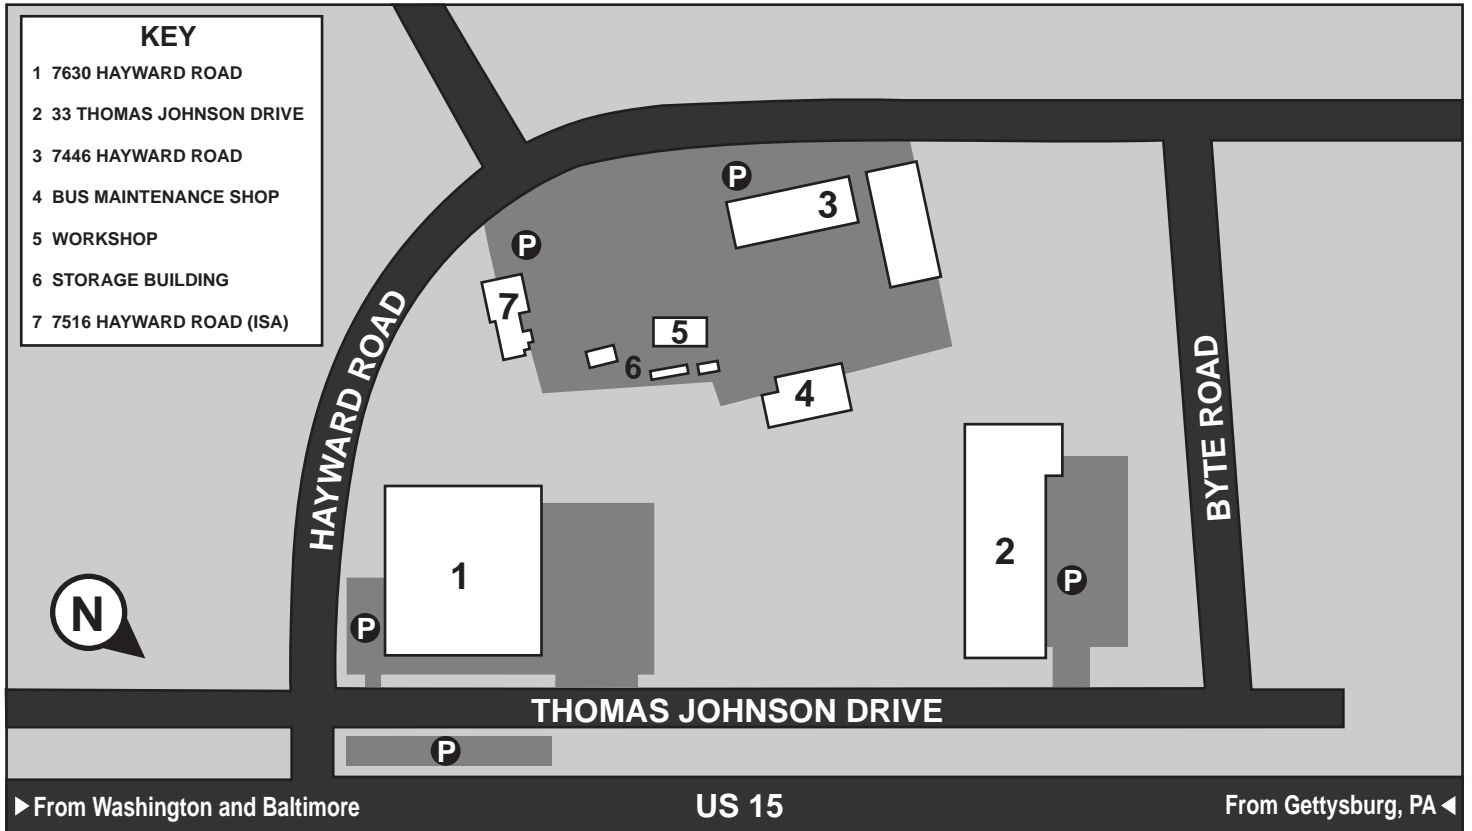 KEY
1 7630 HAYWARD ROAD
2 33 THOMAS JOHNSON DRIVE
3 7446 HAYWARD ROAD
4 BUS MAINTENANCE SHOP
5 WORKSHOP
6 STORAGE BUILDING
7 7516 HAYWARD ROAD (ISA)
P
3
P
7
5
6
4
HAYWARD ROAD
BYTE ROAD
1
2
P
N
P
THOMAS JOHNSON DRIVE
P
From Washington and Baltimore
US 15
From Gettysburg, PA